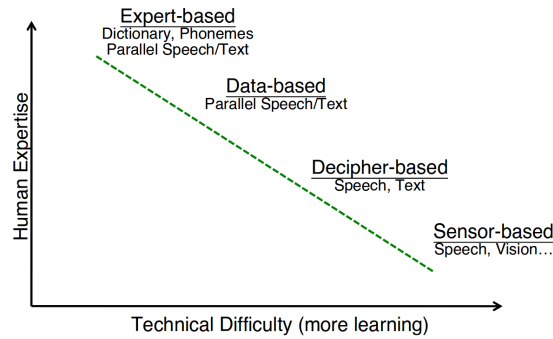 Expert-based
Dictionary, Phonemes
Parallel Speech/Text
Data-based
Parallel Speech/Text
Decipher-based
Speech, Text
Sensor-based
Speech, Vision...
Human Expertise
Technical Difficulty (more learning)